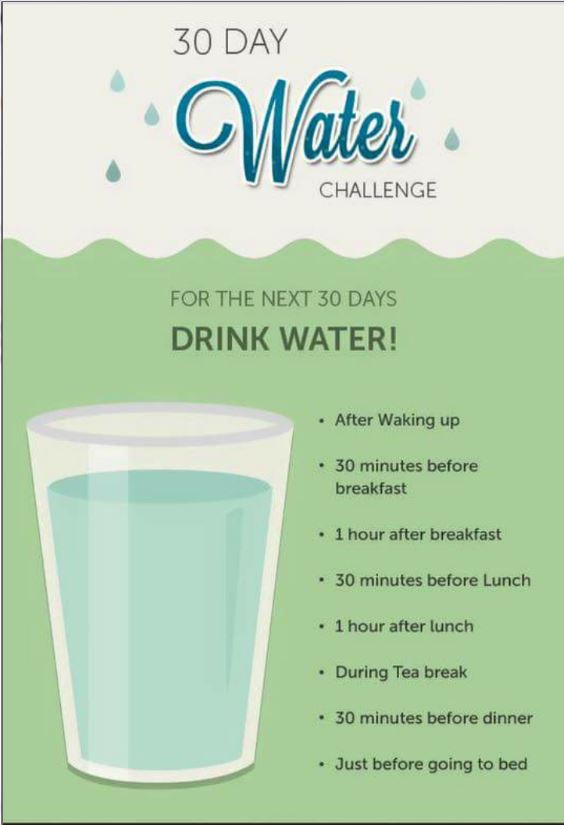 30 DAY
Water
CHALLENGE
FOR THE NEXT 30 DAYS
DRINK WATER!
• After Waking up
• 30 minutes before
breakfast
• 1 hour after breakfast
• 30 minutes before Lunch
• 1 hour after lunch
• During Tea break
• 30 minutes before dinner
• Just before going to bed